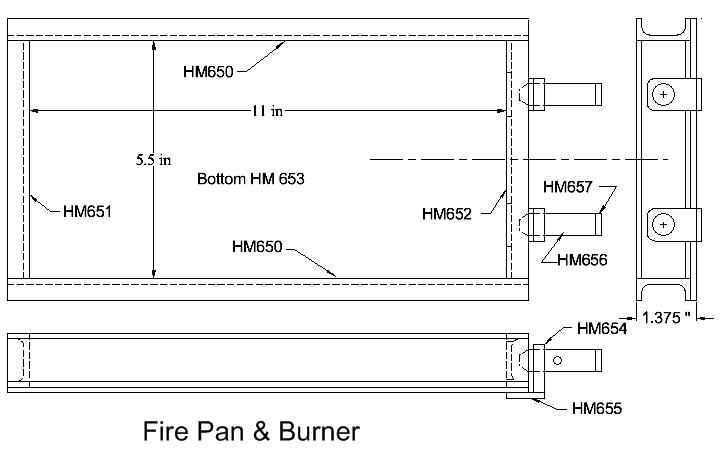 HM650
11 in
5.5 in
Bottom HM 653
HM657
HM651
HM652
HM650
HM656
1.375 "
HM654
HM655
Fire Pan & Burner